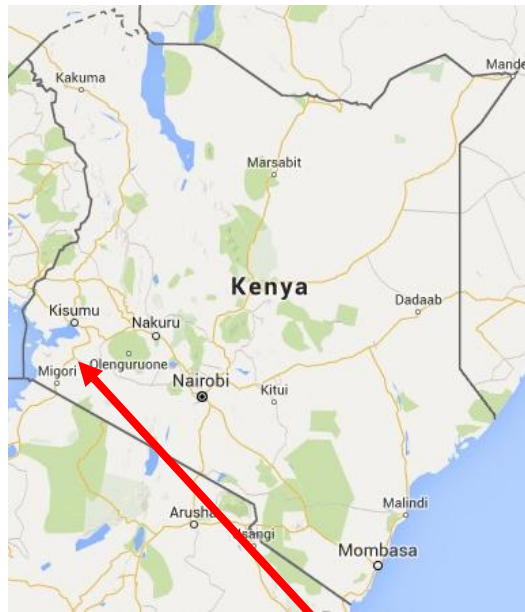 Mande
Kakuma
Marsabit
Kenya
Dadaab
Kisumu
Nakuru
Olenguruone
Migori
Nairobi
Kitui
Malindi
Arusha
Mombasa